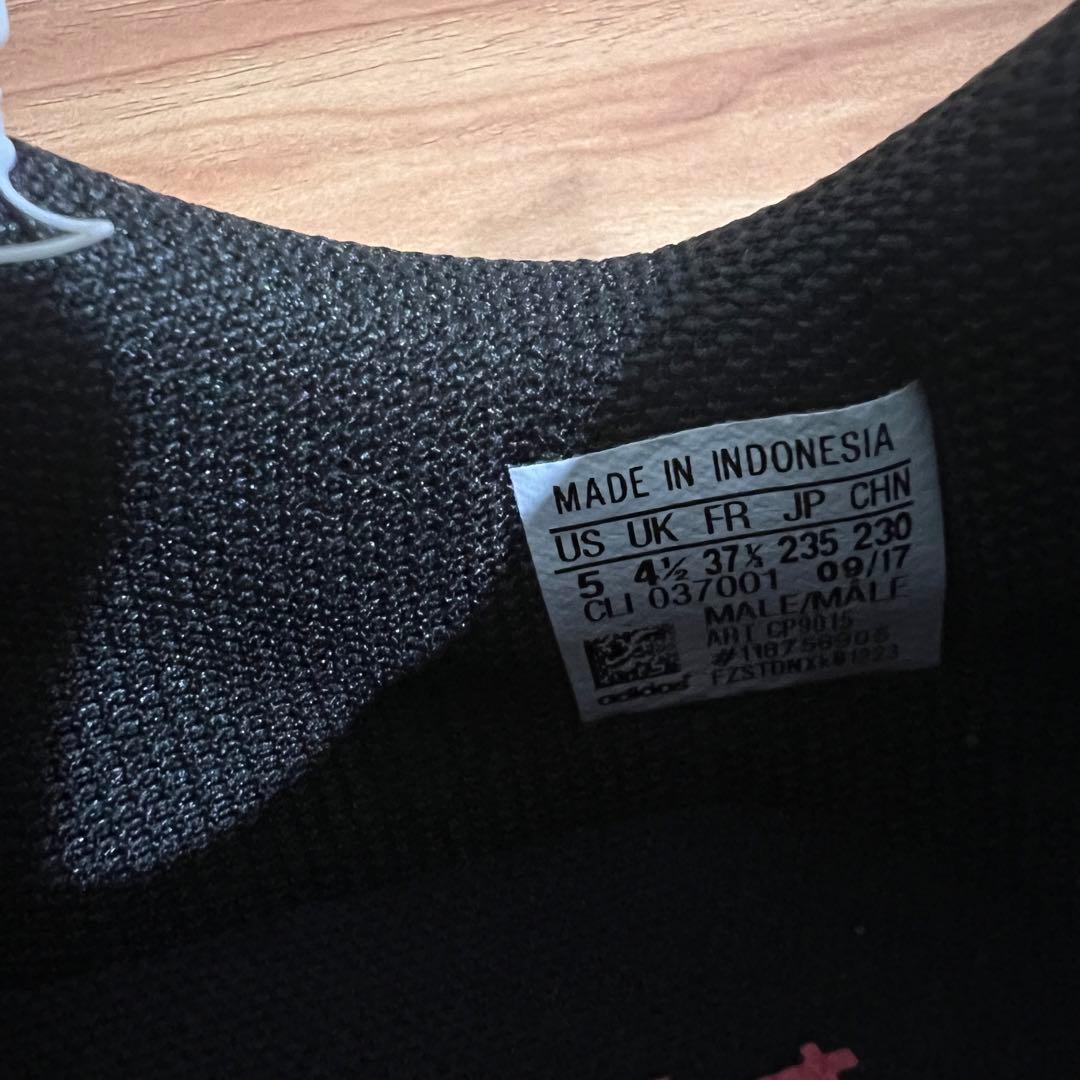 MADE IN INDONESIA
US UK FR JP CHN
5 4½ 37⅓ 235 230
CLI 037001 09/17
MALE/MÂLE
ART CP9015
adidas